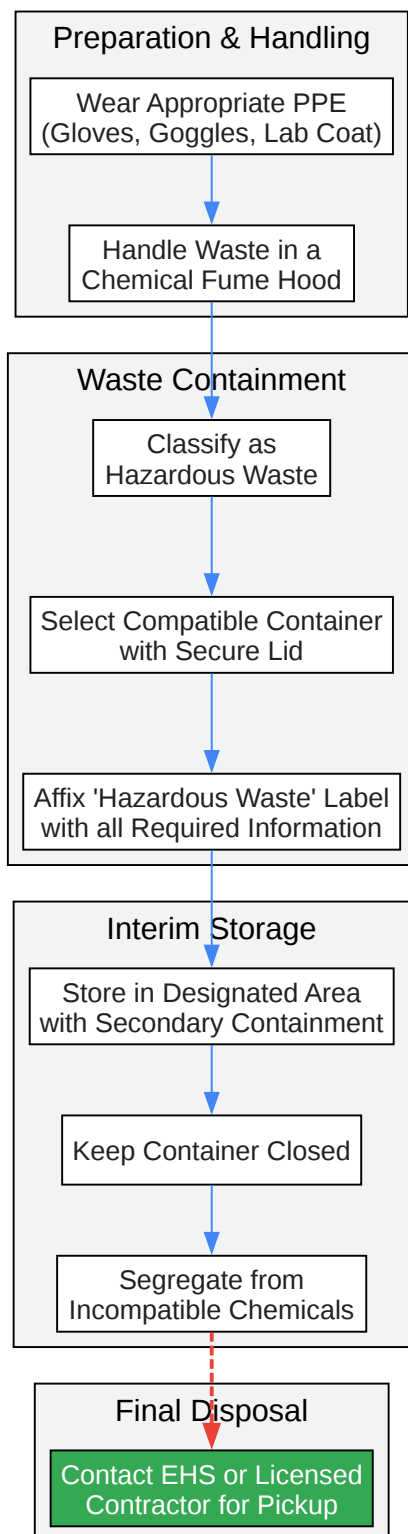 Preparation & Handling
Wear Appropriate PPE
(Gloves, Goggles, Lab Coat)
Handle Waste in a
Chemical Fume Hood
Waste Containment
Classify as
Hazardous Waste
Select Compatible Container
with Secure Lid
Affix 'Hazardous Waste' Label
with all Required Information
Interim Storage
Store in Designated Area
with Secondary Containment
Keep Container Closed
Segregate from
Incompatible Chemicals
Final Disposal
Contact EHS or Licensed
Contractor for Pickup